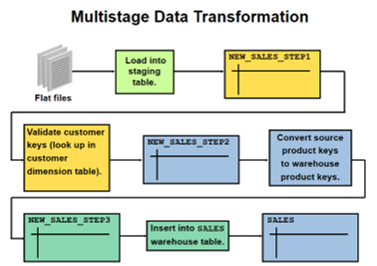 Multistage Data Transformation
Flat files
Load into
staging
table.
NEW_SALES_STEP1
Validate customer
keys (look up in
customer
dimension table).
NEW_SALES_STEP2
Convert source
product keys
to warehouse
product keys.
NEW_SALES_STEP3
Insert into SALES
warehouse table.
SALES